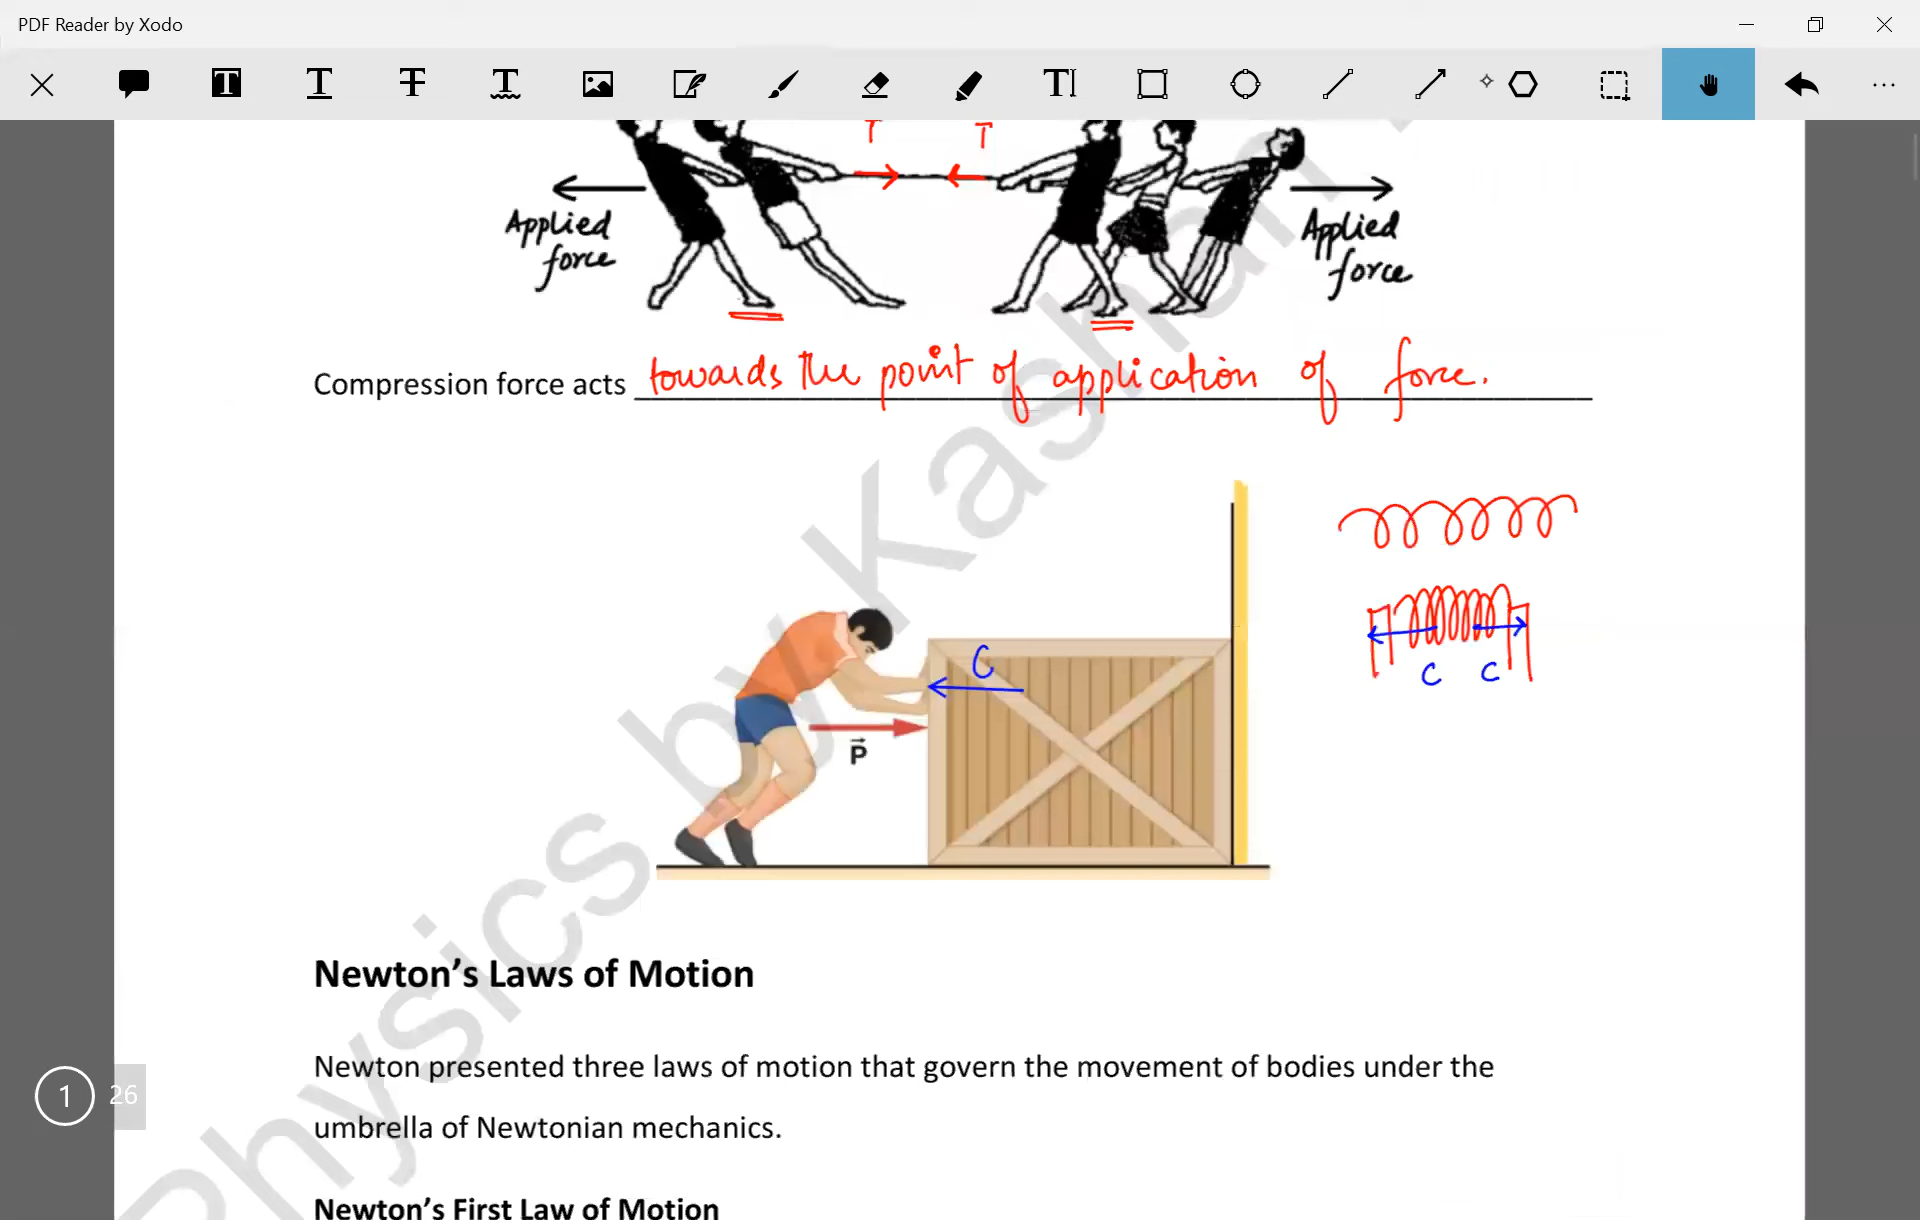 PDF Reader by Xodo
T T
Applied
force
Applied
force
Compression force acts towards the point of application of force.
C
P
C C
Newton's Laws of Motion
Newton presented three laws of motion that govern the movement of bodies under the
umbrella of Newtonian mechanics.
Newton's First Law of Motion
1 26
Physics by Kashan